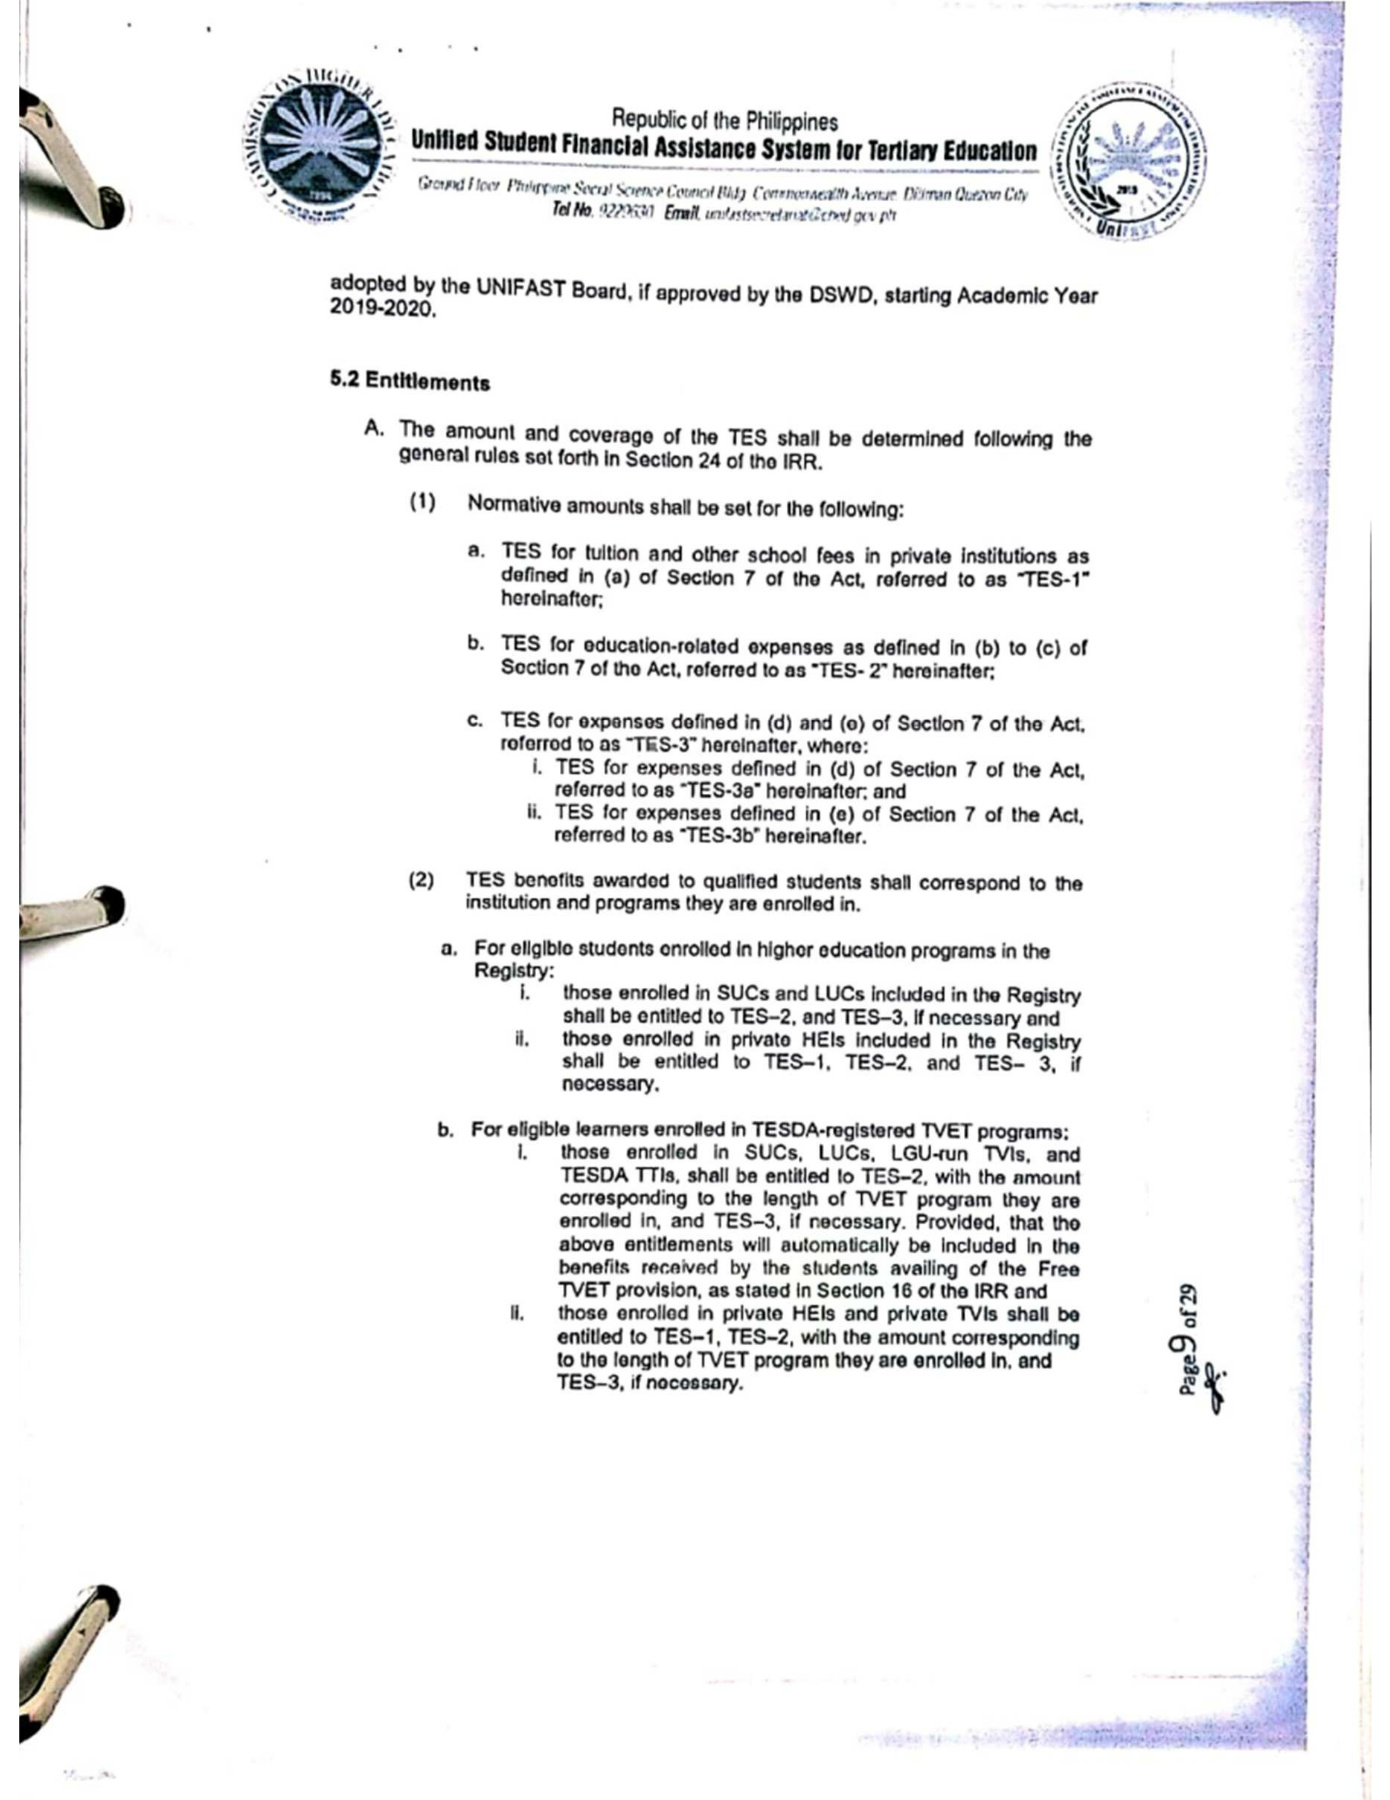 COMMISSION ON HIGHER EDUCATION
1994
Republic of the Philippines
Unified Student Financial Assistance System for Tertiary Education
Ground Floor Philippine Social Science Council Bldg Commonwealth Avenue Diliman Quezon City
Tel No. 9229630 Email. unifastsecretariat@ched gov ph
2015
UniFAST
adopted by the UNIFAST Board, if approved by the DSWD, starting Academic Year
2019-2020.
5.2 Entitlements
A. The amount and coverage of the TES shall be determined following the
general rules set forth in Section 24 of the IRR.
(1) Normative amounts shall be set for the following:
a. TES for tuition and other school fees in private institutions as
defined in (a) of Section 7 of the Act, referred to as "TES-1"
hereinafter;
b. TES for education-related expenses as defined in (b) to (c) of
Section 7 of the Act, referred to as "TES- 2" hereinafter;
c. TES for expenses defined in (d) and (e) of Section 7 of the Act,
referred to as "TES-3" hereinafter, where:
i. TES for expenses defined in (d) of Section 7 of the Act,
referred to as "TES-3a" hereinafter; and
ii. TES for expenses defined in (e) of Section 7 of the Act,
referred to as "TES-3b" hereinafter.
(2) TES benefits awarded to qualified students shall correspond to the
institution and programs they are enrolled in.
a. For eligible students enrolled in higher education programs in the
Registry:
i. those enrolled in SUCs and LUCs included in the Registry
shall be entitled to TES–2, and TES–3, if necessary and
ii. those enrolled in private HEIs included in the Registry
shall be entitled to TES–1, TES–2, and TES– 3, if
necessary.
b. For eligible learners enrolled in TESDA-registered TVET programs:
i. those enrolled in SUCs, LUCs, LGU-run TVIs, and
TESDA TTIs, shall be entitled to TES–2, with the amount
corresponding to the length of TVET program they are
enrolled in, and TES–3, if necessary. Provided, that the
above entitlements will automatically be included in the
benefits received by the students availing of the Free
TVET provision, as stated in Section 16 of the IRR and
ii. those enrolled in private HEIs and private TVIs shall be
entitled to TES–1, TES–2, with the amount corresponding
to the length of TVET program they are enrolled in, and
TES–3, if necessary.
Page 9 of 29